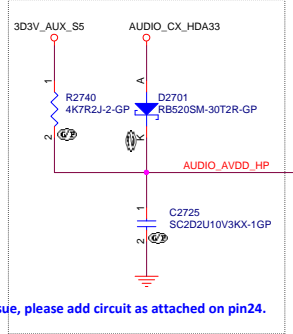 3D3V_AUX_S5
AUDIO_CX_HDA33
1
A
R2740
4K7R2J-2-GP
D2701
RB520SM-30T2R-GP
2
K
AUDIO_AVDD_HP
1
C2725
SC2D2U10V3KX-1GP
2
sue, please add circuit as attached on pin24.